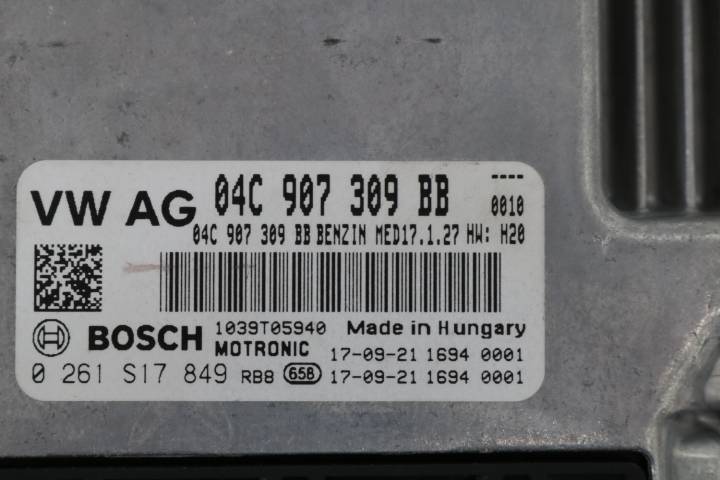 VW AG 04C 907 309 BB ----
0010
04C 907 309 BB BENZIN MED17.1.27 HW: H20
BOSCH 1039T05940 Made in Hungary
MOTRONIC 17-09-21 1694 0001
0 261 S17 849 RB8 658 17-09-21 1694 0001